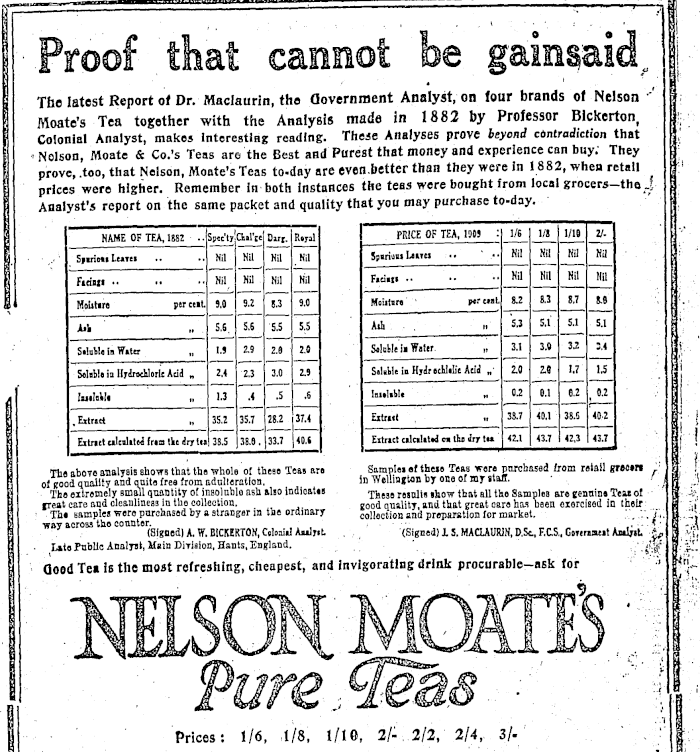 Proof that cannot be gainsaid
The latest Report of Dr. Maclaurin, the Government Analyst, on four brands of Nelson
Moate's Tea together with the Analysis made in 1882 by Professor Bickerton,
Colonial Analyst, makes interesting reading. These Analyses prove beyond contradiction that
Nelson, Moate & Co.'s Teas are the Best and Purest that money and experience can buy. They
prove, too, that Nelson, Moate's Teas to-day are even better than they were in 1882, when retail
prices were higher. Remember in both instances the teas were bought from local grocers—the
Analyst's report on the same packet and quality that you may purchase to-day.
NAME OF TEA, 1882 .. Spec'ty Chal'ge Darg. Royal
Spurious Leaves .. .. Nil Nil Nil Nil
Facings .. .. .. Nil Nil Nil Nil
Moisture per cent. 9.0 9.2 8.3 9.0
Ash „ 5.6 5.6 5.5 5.5
Soluble in Water „ 1.9 2.9 2.0 2.0
Soluble in Hydrochloric Acid „ 2.4 2.3 3.0 2.9
Insoluble „ 1.3 .4 .5 .6
Extract „ 35.2 35.7 28.2 37.4
Extract calculated from the dry tea 38.5 38.9 33.7 40.6
The above analysis shows that the whole of these Teas are
of good quality and quite free from adulteration.
The extremely small quantity of insoluble ash also indicates
great care and cleanliness in the collection.
The samples were purchased by a stranger in the ordinary
way across the counter.
(Signed) A. W. BICKERTON, Colonial Analyst.
Late Public Analyst, Main Division, Hants, England.
PRICE OF TEA, 1909 : 1/6 1/8 1/10 2/-
Spurious Leaves .. .. Nil Nil Nil Nil
Facings .. .. .. Nil Nil Nil Nil
Moisture per cent. 8.2 8.3 8.7 8.0
Ash „ 5.3 5.1 5.1 5.1
Soluble in Water. „ 3.1 3.0 3.2 3.4
Soluble in Hydrochloric Acid „ 2.0 2.0 1.7 1.5
Insoluble „ 0.2 0.1 0.2 0.2
Extract „ 38.7 40.1 38.6 40.2
Extract calculated on the dry tea 42.1 43.7 42.3 43.7
Samples of these Teas were purchased from retail grocers
in Wellington by one of my staff.
These results show that all the Samples are genuine Teas of
good quality, and that great care has been exercised in their
collection and preparation for market.
(Signed) J. S. MACLAURIN, D.Sc., F.C.S., Government Analyst.
Good Tea is the most refreshing, cheapest, and invigorating drink procurable—ask for
NELSON MOATE'S
Pure Teas
Prices : 1/6, 1/8, 1/10, 2/- 2/2, 2/4, 3/-